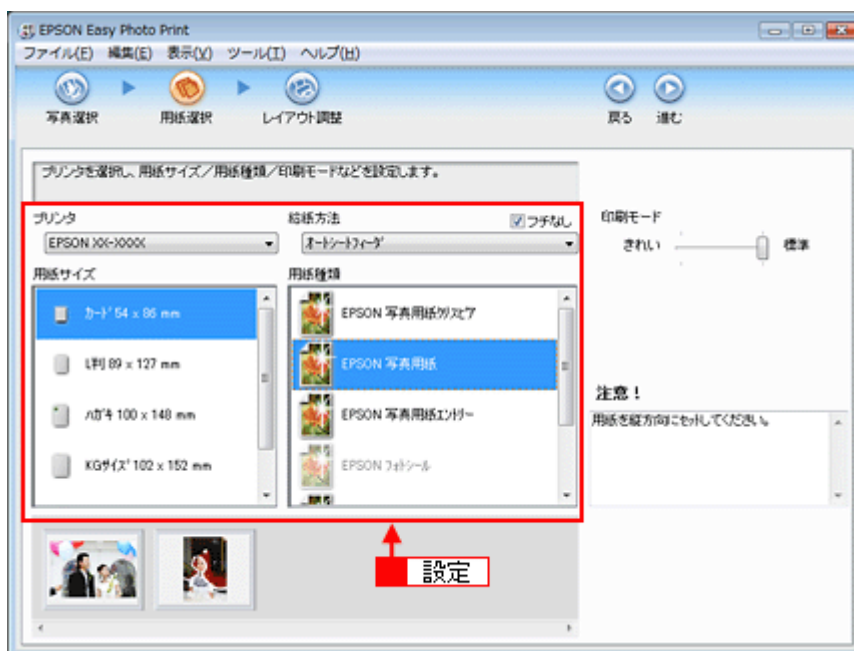 EPSON Easy Photo Print
ファイル(F) 編集(E) 表示(V) ツール(T) ヘルプ(H)
写真選択 用紙選択 レイアウト調整 戻る 進む
プリンタを選択し、用紙サイズ/用紙種類/印刷モードなどを設定します。
プリンタ 給紙方法 フチなし
EPSON XX-XXXX オートシートフィーダ
用紙サイズ 用紙種類
カード 54 x 86 mm
L判 89 x 127 mm
ハガキ 100 x 148 mm
KGサイズ 102 x 152 mm
EPSON 写真用紙クリスピア
EPSON 写真用紙
EPSON 写真用紙エントリー
EPSON フォトシール
印刷モード
きれい 標準
注意!
用紙を縦方向にセットしてください。
設定